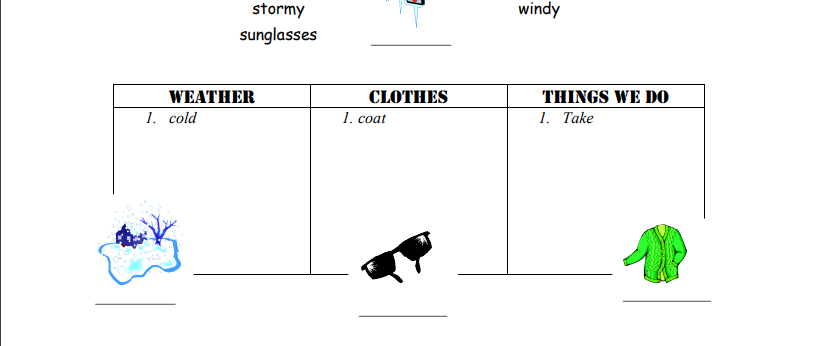 stormy
windy
sunglasses
WEATHER
CLOTHES
THINGS WE DO
1. cold
1. coat
1. Take